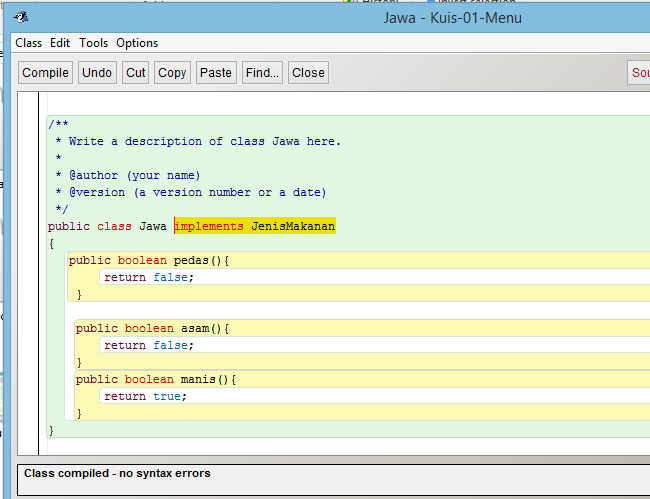 Jawa - Kuis-01-Menu
Class Edit Tools Options
Compile Undo Cut Copy Paste Find... Close
/**
 * Write a description of class Jawa here.
 *
 * @author (your name)
 * @version (a version number or a date)
 */
public class Jawa implements JenisMakanan
{
   public boolean pedas(){
        return false;
    }
    public boolean asam(){
        return false;
    }
    public boolean manis(){
        return true;
    }
}
Class compiled - no syntax errors